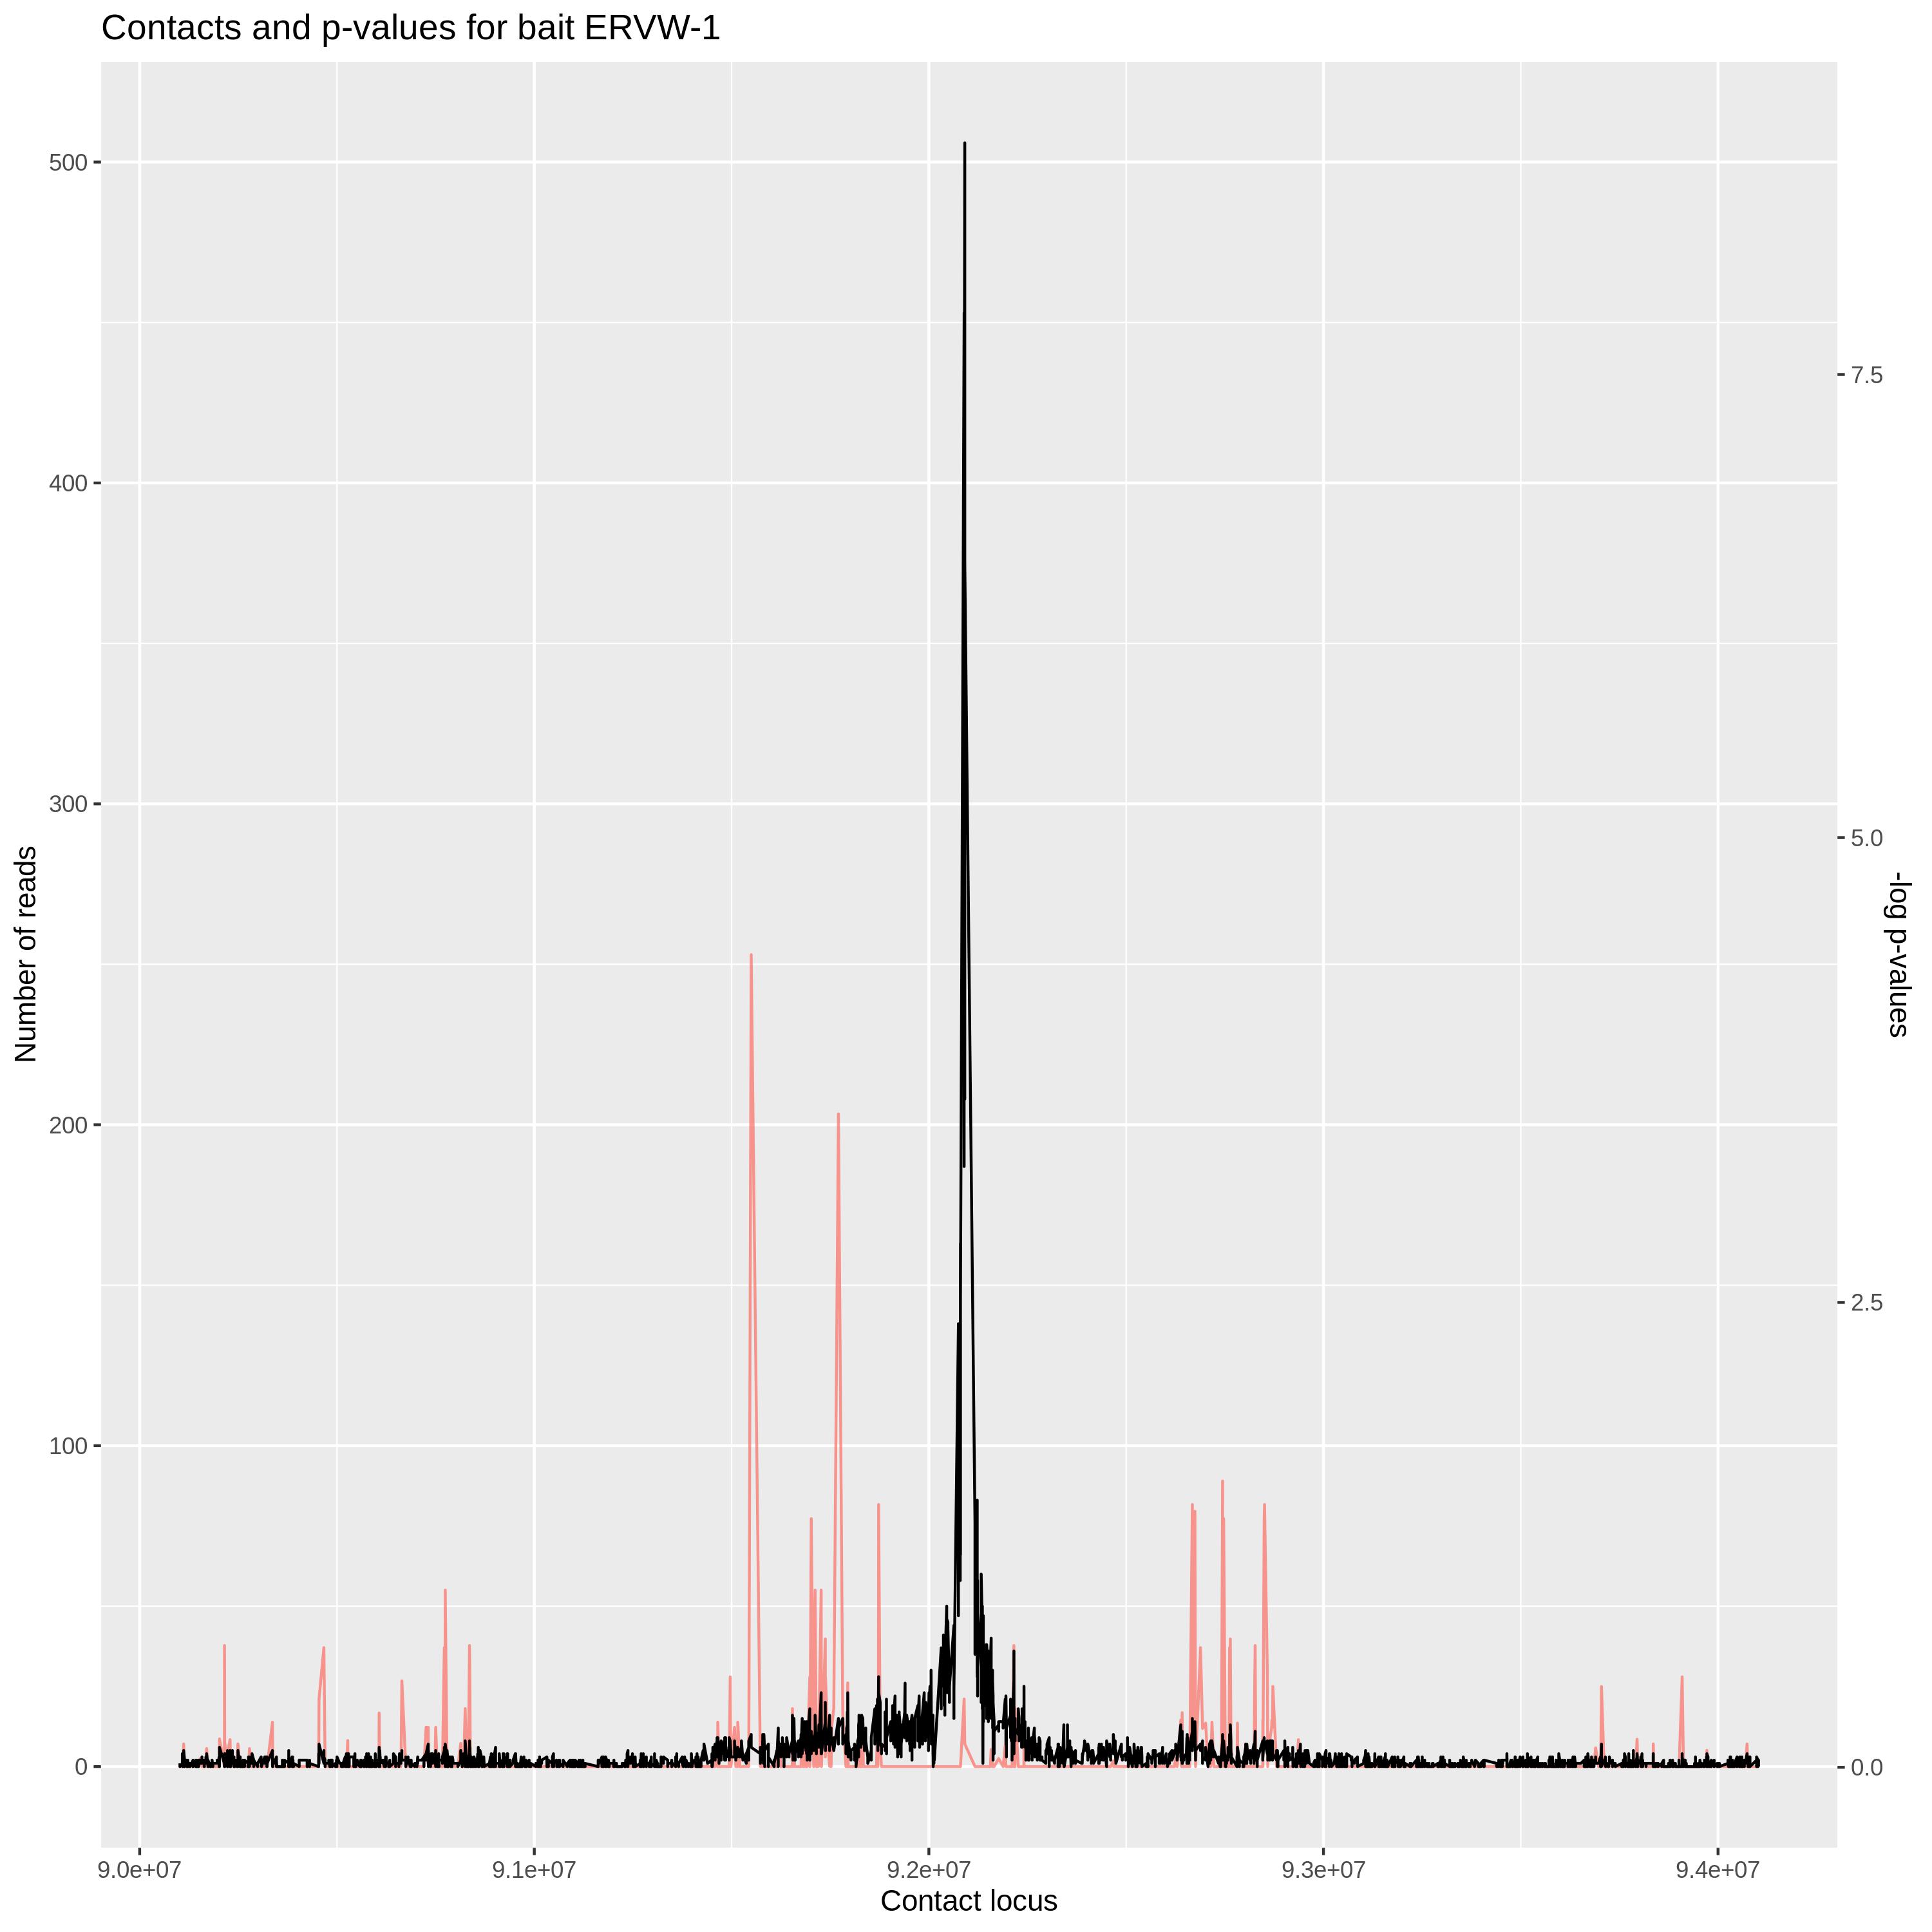 Contacts and p-values for bait ERVW-1
500
400
300
200
100
0
Number of reads
7.5
5.0
2.5
0.0
-log p-values
9.0e+07 9.1e+07 9.2e+07 9.3e+07 9.4e+07
Contact locus